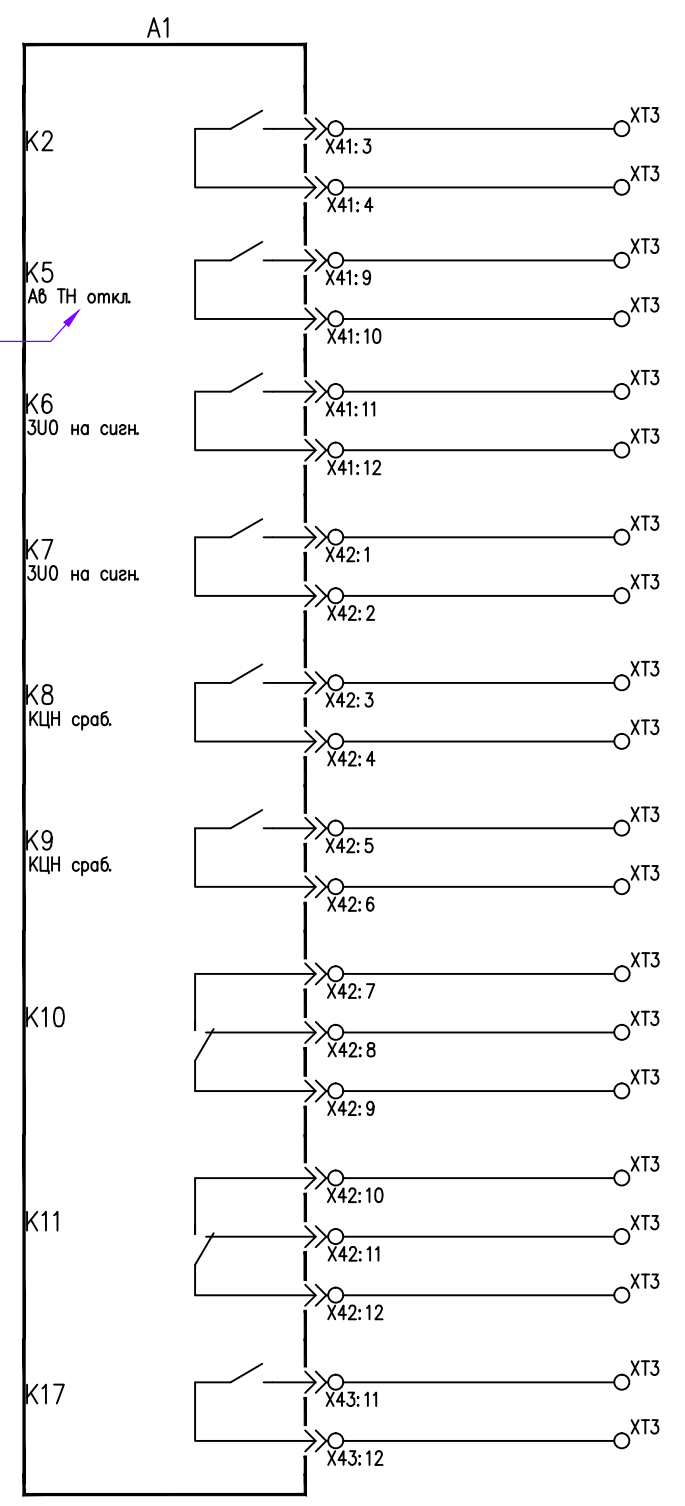 A1
K2
X41:3
XT3
X41:4
XT3
K5
Ав ТН откл.
X41:9
XT3
X41:10
XT3
K6
3U0 на сигн.
X41:11
XT3
X41:12
XT3
K7
3U0 на сигн.
X42:1
XT3
X42:2
XT3
K8
КЦН сраб.
X42:3
XT3
X42:4
XT3
K9
КЦН сраб.
X42:5
XT3
X42:6
XT3
K10
X42:7
XT3
X42:8
XT3
X42:9
XT3
K11
X42:10
XT3
X42:11
XT3
X42:12
XT3
K17
X43:11
XT3
X43:12
XT3